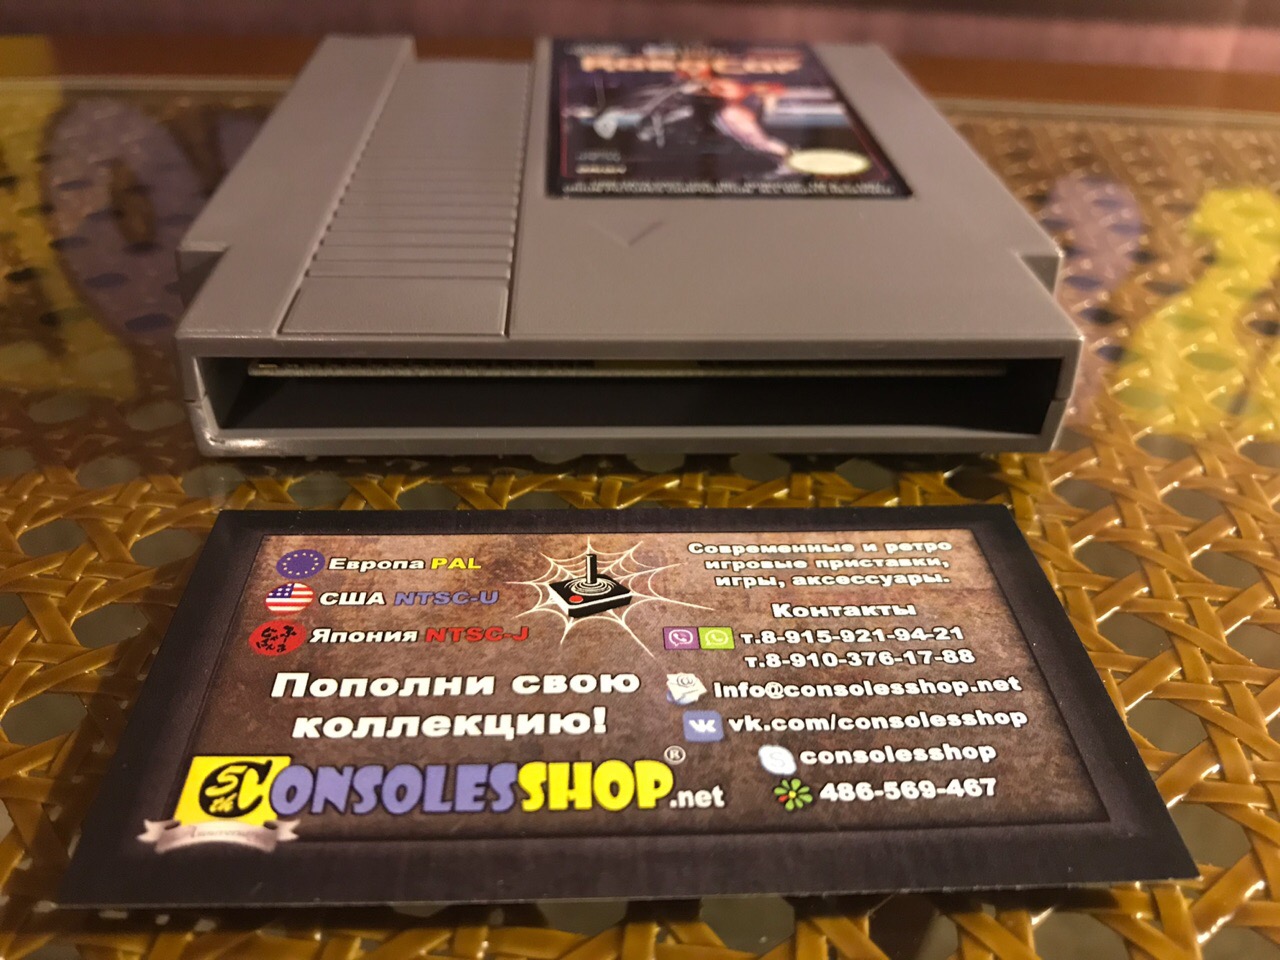 ROBOCOP
Европа PAL
США NTSC-U
Япония NTSC-J
Пополни свою
коллекцию!
5th
CONSOLESSHOP®.net
Современные и ретро
игровые приставки,
игры, аксессуары.
Контакты
т.8-915-921-94-21
т.8-910-376-17-88
info@consolesshop.net
vk.com/consolesshop
consolesshop
486-569-467